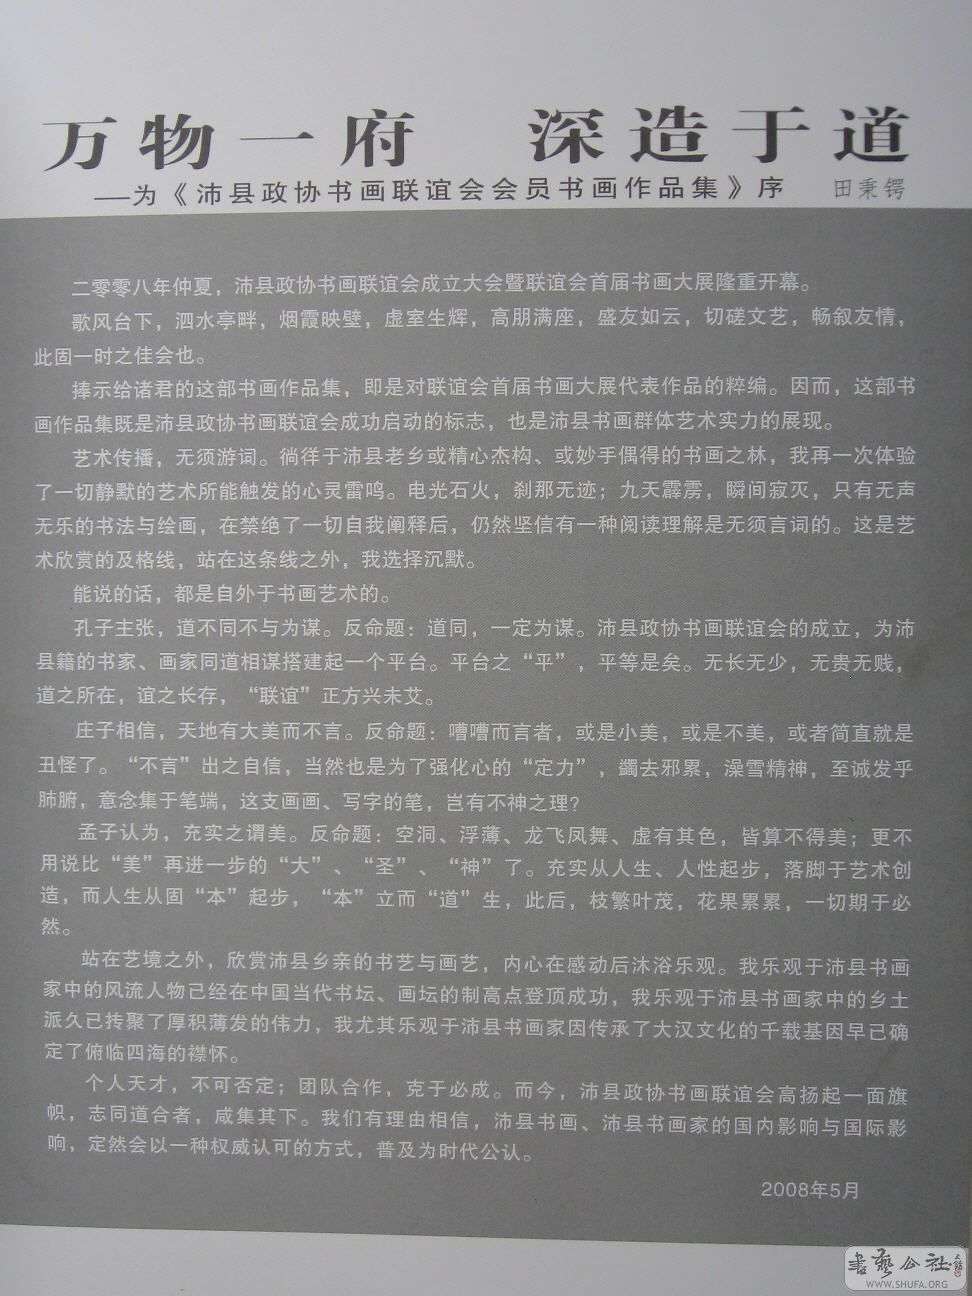 万物一府 深造于道
——为《沛县政协书画联谊会会员书画作品集》序 田秉锷
二零零八年仲夏，沛县政协书画联谊会成立大会暨联谊会首届书画大展隆重开幕。
歌风台下，泗水亭畔，烟霞映壁，虚室生辉，高朋满座，盛友如云，切磋文艺，畅叙友情，
此固一时之佳会也。
捧示给诸君的这部书画作品集，即是对联谊会首届书画大展代表作品的粹编。因而，这部书
画作品集既是沛县政协书画联谊会成功启动的标志，也是沛县书画群体艺术实力的展现。
艺术传播，无须游词。徜徉于沛县老乡或精心杰构、或妙手偶得的书画之林，我再一次体验
了一切静默的艺术所能触发的心灵雷鸣。电光石火，刹那无迹；九天霹雳，瞬间寂灭，只有无声
无乐的书法与绘画，在禁绝了一切自我阐释后，仍然坚信有一种阅读理解是无须言词的。这是艺
术欣赏的及格线，站在这条线之外，我选择沉默。
能说的话，都是自外于书画艺术的。
孔子主张，道不同不与为谋。反命题：道同，一定为谋。沛县政协书画联谊会的成立，为沛
县籍的书家、画家同道相谋搭建起一个平台。平台之“平”，平等是矣。无长无少，无贵无贱，
道之所在，谊之长存，“联谊”正方兴未艾。
庄子相信，天地有大美而不言。反命题：嘈嘈而言者，或是小美，或是不美，或者简直就是
丑怪了。“不言”出之自信，当然也是为了强化心的“定力”，蠲去邪累，澡雪精神，至诚发乎
肺腑，意念集于笔端，这支画画、写字的笔，岂有不神之理？
孟子认为，充实之谓美。反命题：空洞、浮薄、龙飞凤舞、虚有其色，皆算不得美；更不
用说比“美”再进一步的“大”、“圣”、“神”了。充实从人生、人性起步，落脚于艺术创
造，而人生从固“本”起步，“本”立而“道”生，此后，枝繁叶茂，花果累累，一切期于必
然。
站在艺境之外，欣赏沛县乡亲的书艺与画艺，内心在感动后沐浴乐观。我乐观于沛县书画
家中的风流人物已经在中国当代书坛、画坛的制高点登顶成功，我乐观于沛县书画家中的乡土
派久已抟聚了厚积薄发的伟力，我尤其乐观于沛县书画家因传承了大汉文化的千载基因早已确
定了俯临四海的襟怀。
个人天才，不可否定；团队合作，克于必成。而今，沛县政协书画联谊会高扬起一面旗
帜，志同道合者，咸集其下。我们有理由相信，沛县书画、沛县书画家的国内影响与国际影
响，定然会以一种权威认可的方式，普及为时代公认。
2008年5月
書藝公社
WWW.SHUFA.ORG